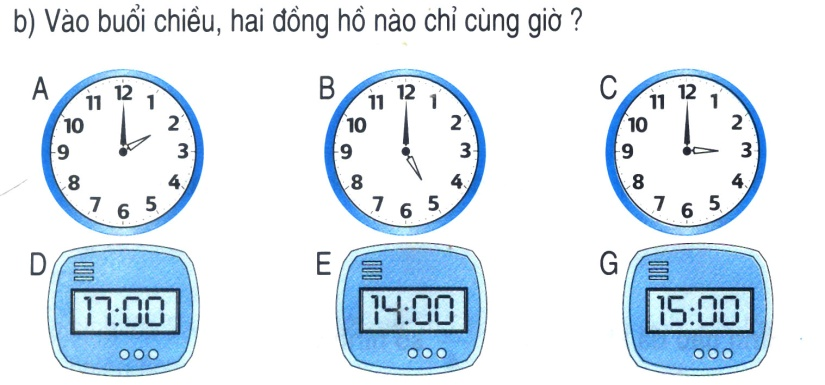 b) Vào buổi chiều, hai đồng hồ nào chỉ cùng giờ ?
A
12
11 1
10 2
9 3
8 4
7 6 5
B
12
11 1
10 2
9 3
8 4
7 6 5
C
12
11 1
10 2
9 3
8 4
7 6 5
D
17:00
E
14:00
G
15:00